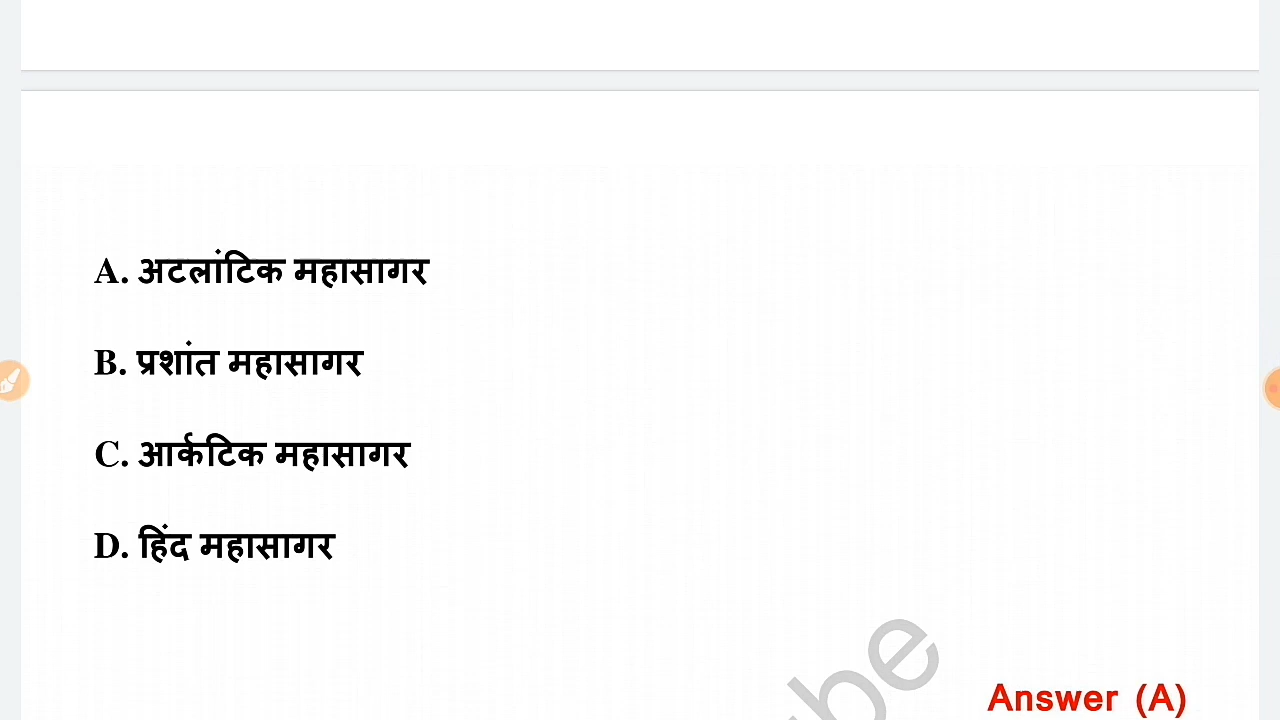 A. अटलांटिक महासागर
B. प्रशांत महासागर
C. आर्कटिक महासागर
D. हिंद महासागर
Answer (A)